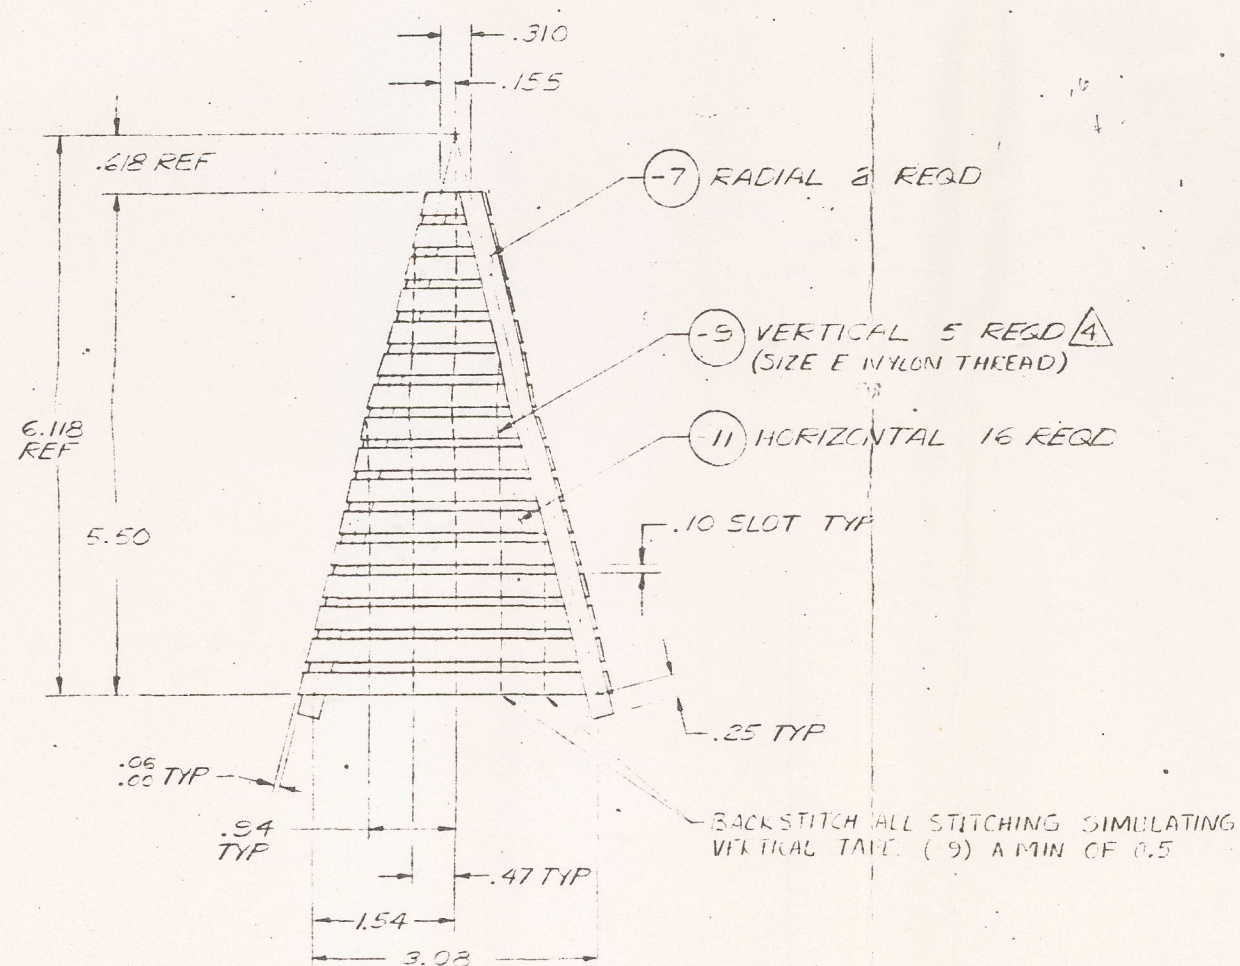 .310
.155
.618 REF
-7 RADIAL 8 REQD
-9 VERTICAL 5 REQD 4
(SIZE E NYLON THREAD)
6.118
REF
-11 HORIZONTAL 16 REQD
.10 SLOT TYP
5.50
.25 TYP
.06
.00 TYP
.94
TYP
BACKSTITCH ALL STITCHING SIMULATING
VERTICAL TAPE (-9) A MIN OF 0.5
.47 TYP
1.54
3.08